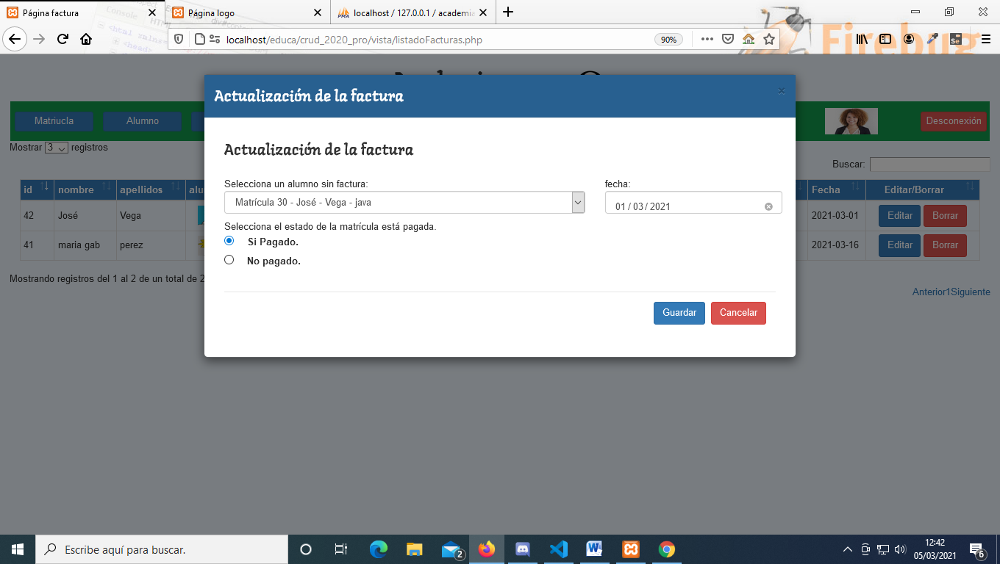 Página factura
Página logo
localhost / 127.0.0.1 / academia
localhost/educa/crud_2020_pro/vista/listadoFacturas.php
90%
Firebug
Actualización de la factura
×
Matriucla
Alumno
Desconexión
Mostrar 3 registros
Buscar:
Actualización de la factura
Selecciona un alumno sin factura:
fecha:
Matrícula 30 - José - Vega - java
01 / 03 / 2021
Selecciona el estado de la matrícula está pagada.
Si Pagado.
No pagado.
Guardar
Cancelar
id nombre apellidos alu Fecha Editar/Borrar
42 José Vega 2021-03-01 Editar Borrar
41 maria gab perez 2021-03-16 Editar Borrar
Mostrando registros del 1 al 2 de un total de 2
Anterior1Siguiente
Escribe aquí para buscar.
2
12:42
05/03/2021
6